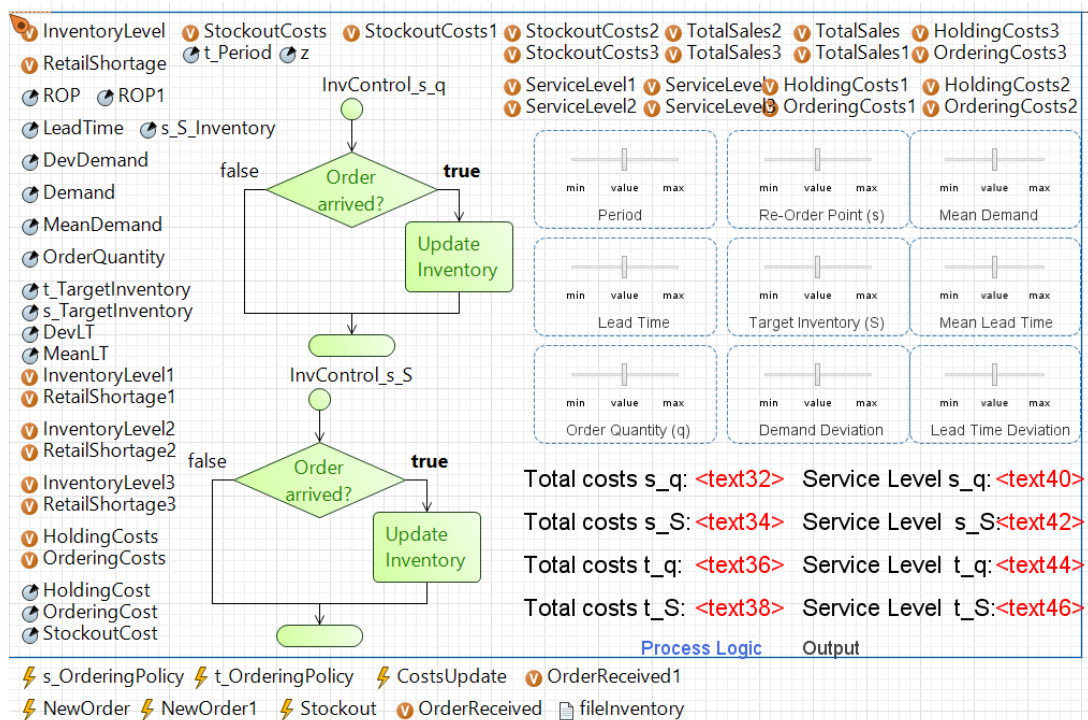 InventoryLevel StockoutCosts StockoutCosts1 StockoutCosts2 TotalSales2 TotalSales HoldingCosts3
t_Period z StockoutCosts3 TotalSales3 TotalSales1 OrderingCosts3
RetailShortage
ServiceLevel1 ServiceLevel HoldingCosts1 HoldingCosts2
ROP ROP1 InvControl_s_q
ServiceLevel2 ServiceLevel3 OrderingCosts1 OrderingCosts2
LeadTime s_S_Inventory
DevDemand
Demand
MeanDemand
OrderQuantity
t_TargetInventory
s_TargetInventory
DevLT
MeanLT
InventoryLevel1
RetailShortage1
InventoryLevel2
RetailShortage2
InventoryLevel3
RetailShortage3
HoldingCosts
OrderingCosts
HoldingCost
OrderingCost
StockoutCost
false true
Order
arrived?
Update
Inventory
InvControl_s_S
false true
Order
arrived?
Update
Inventory
min value max min value max min value max
Period Re-Order Point (s) Mean Demand
min value max min value max min value max
Lead Time Target Inventory (S) Mean Lead Time
min value max min value max min value max
Order Quantity (q) Demand Deviation Lead Time Deviation
Total costs s_q: <text32> Service Level s_q: <text40>
Total costs s_S: <text34> Service Level s_S:<text42>
Total costs t_q: <text36> Service Level t_q: <text44>
Total costs t_S: <text38> Service Level t_S:<text46>
Process Logic Output
s_OrderingPolicy t_OrderingPolicy CostsUpdate OrderReceived1
NewOrder NewOrder1 Stockout OrderReceived fileInventory